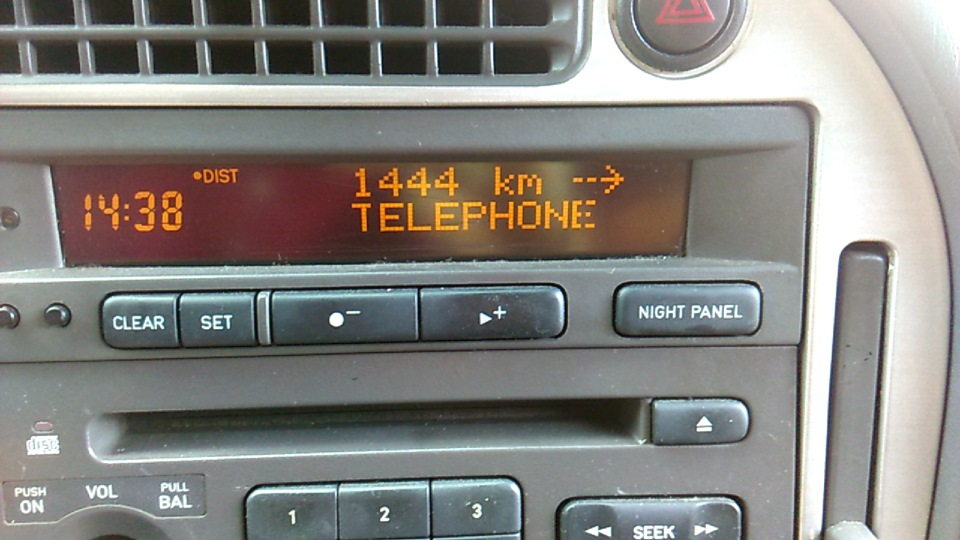 •DIST
1444 km -->
14:38
TELEPHONE
CLEAR
SET
NIGHT PANEL
disc
PUSH
ON
VOL
PULL
BAL
1
2
3
SEEK